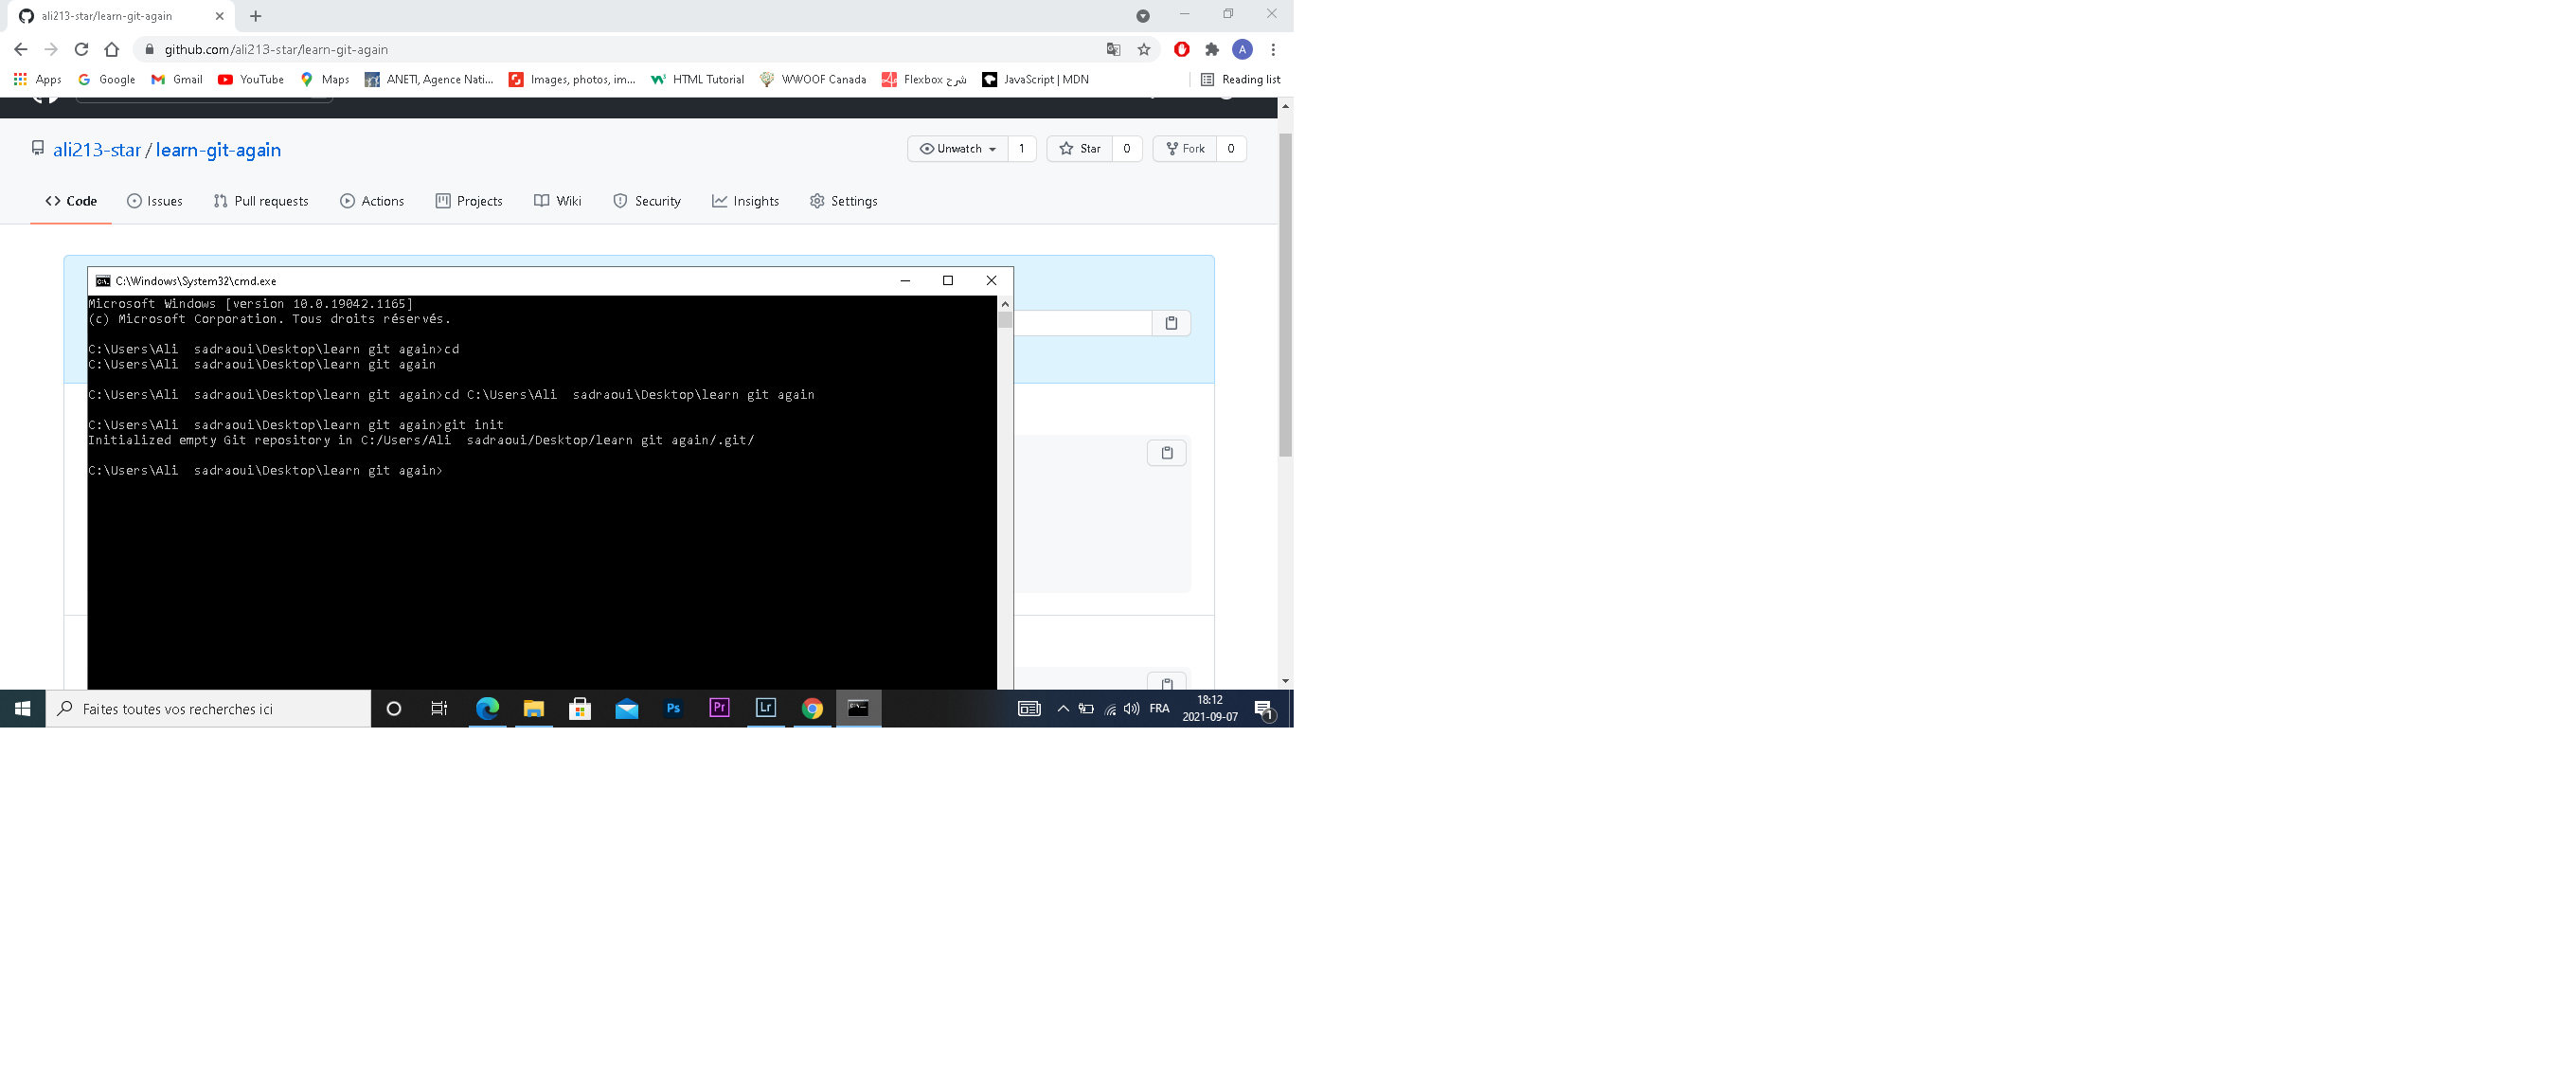 ali213-star/learn-git-again
github.com/ali213-star/learn-git-again
A
Apps Google Gmail YouTube Maps ANETI, Agence Nati... Images, photos, im... HTML Tutorial WWOOF Canada Flexbox شرح JavaScript | MDN Reading list
ali213-star / learn-git-again
Unwatch 1 Star 0 Fork 0
Code Issues Pull requests Actions Projects Wiki Security Insights Settings
C:\Windows\System32\cmd.exe
Microsoft Windows [version 10.0.19042.1165]
(c) Microsoft Corporation. Tous droits réservés.
C:\Users\Ali  sadraoui\Desktop\learn git again>cd
C:\Users\Ali  sadraoui\Desktop\learn git again
C:\Users\Ali  sadraoui\Desktop\learn git again>cd C:\Users\Ali  sadraoui\Desktop\learn git again
C:\Users\Ali  sadraoui\Desktop\learn git again>git init
Initialized empty Git repository in C:/Users/Ali  sadraoui/Desktop/learn git again/.git/
C:\Users\Ali  sadraoui\Desktop\learn git again>
Faites toutes vos recherches ici
Ps Pr Lr
FRA
18:12
2021-09-07
1